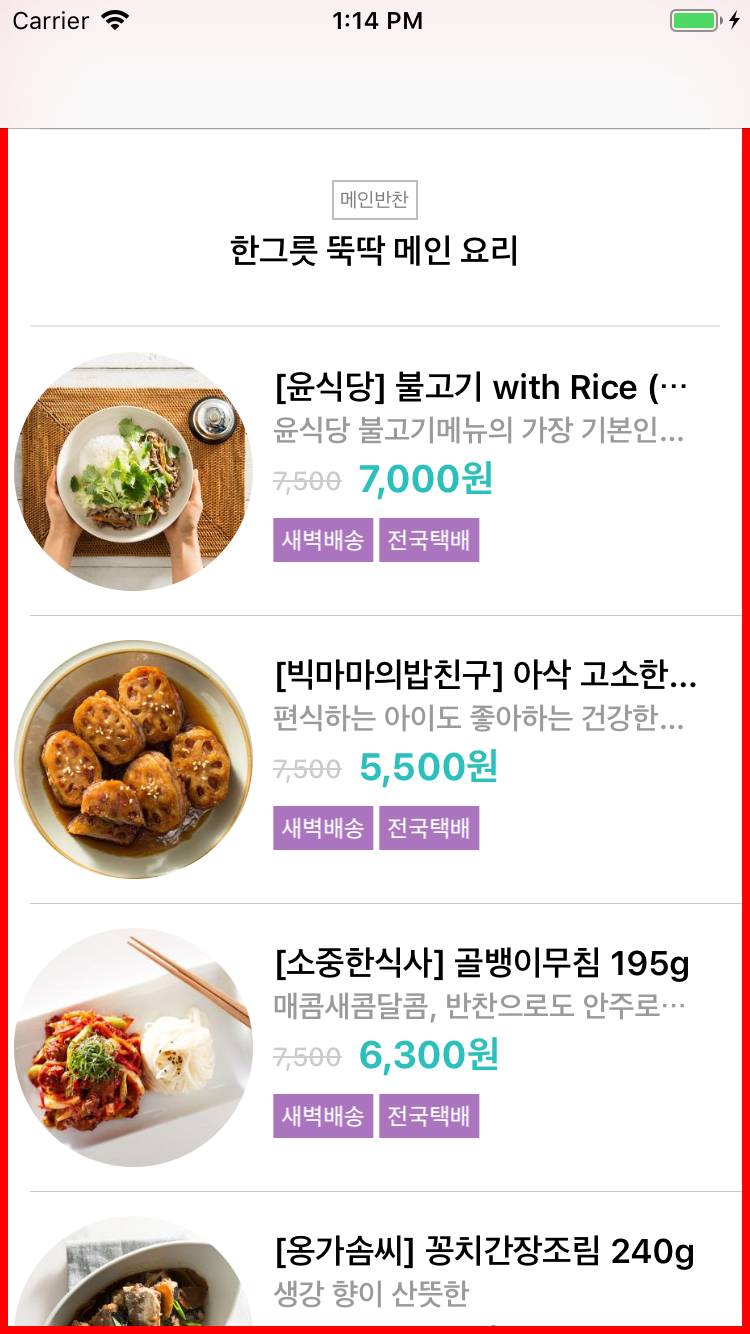 Carrier 1:14 PM
메인반찬
한그릇 뚝딱 메인 요리
[윤식당] 불고기 with Rice (…
윤식당 불고기메뉴의 가장 기본인...
7,500 7,000원
새벽배송 전국택배
[빅마마의밥친구] 아삭 고소한...
편식하는 아이도 좋아하는 건강한...
7,500 5,500원
새벽배송 전국택배
[소중한식사] 골뱅이무침 195g
매콤새콤달콤, 반찬으로도 안주로…
7,500 6,300원
새벽배송 전국택배
[옹가솜씨] 꽁치간장조림 240g
생강 향이 산뜻한